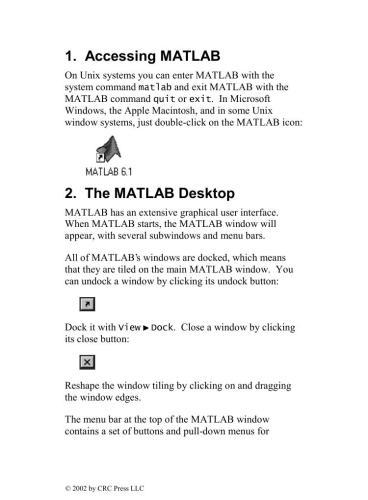 1. Accessing MATLAB
On Unix systems you can enter MATLAB with the
system command matlab and exit MATLAB with the
MATLAB command quit or exit. In Microsoft
Windows, the Apple Macintosh, and in some Unix
window systems, just double-click on the MATLAB icon:
MATLAB 6.1
2. The MATLAB Desktop
MATLAB has an extensive graphical user interface.
When MATLAB starts, the MATLAB window will
appear, with several subwindows and menu bars.
All of MATLAB's windows are docked, which means
that they are tiled on the main MATLAB window. You
can undock a window by clicking its undock button:
Dock it with View ▶ Dock. Close a window by clicking
its close button:
Reshape the window tiling by clicking on and dragging
the window edges.
The menu bar at the top of the MATLAB window
contains a set of buttons and pull-down menus for
© 2002 by CRC Press LLC